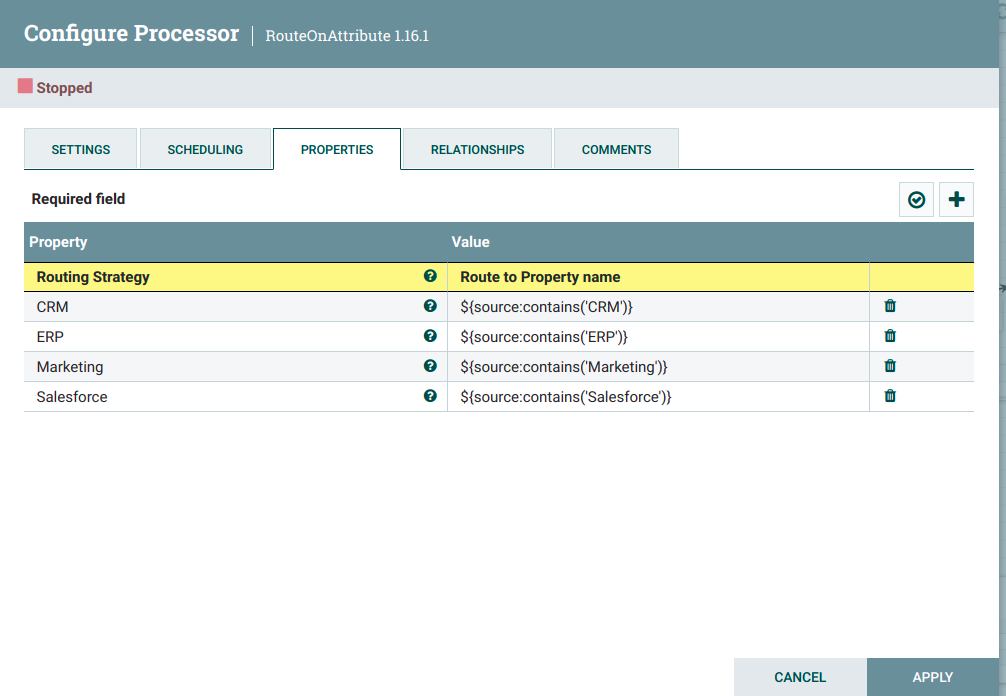 Configure Processor | RouteOnAttribute 1.16.1
Stopped
SETTINGS SCHEDULING PROPERTIES RELATIONSHIPS COMMENTS
Required field
Property Value
Routing Strategy Route to Property name
CRM ${source:contains('CRM')}
ERP ${source:contains('ERP')}
Marketing ${source:contains('Marketing')}
Salesforce ${source:contains('Salesforce')}
CANCEL APPLY